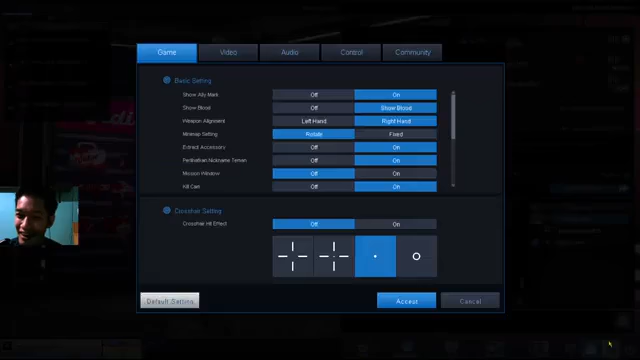 Game Video Audio Control Community
Basic Setting
Show Ally Mark Off On
Show Blood Off Show Blood
Weapon Alignment Left Hand Right Hand
Minimap Setting Rotate Fixed
Extract Accessory Off On
Off On
Mission Window Off On
Kill Cam Off On
Crosshair Setting
Crosshair Hit Effect Off On
Default Setting Accept Cancel